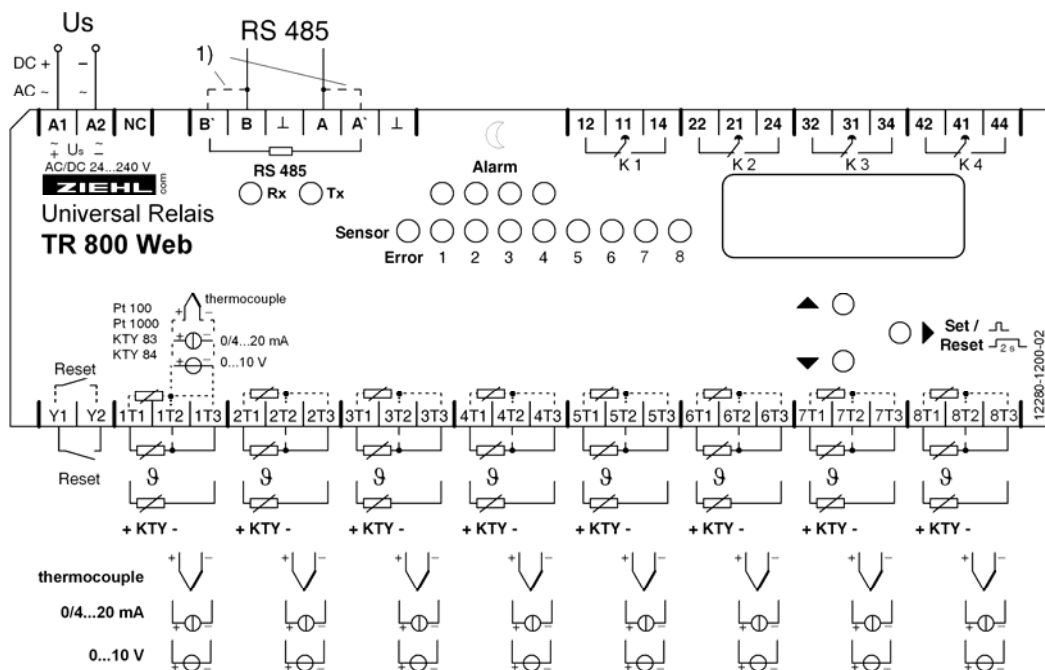 Us
RS 485
1)
DC + −
AC ~ ~
A1 A2 NC B` B ⊥ A A` ⊥ 12 11 14 22 21 24 32 31 34 42 41 44
~ Us ~
+ −
K 1 K 2 K 3 K 4
AC/DC 24...240 V
RS 485
Alarm
ZIEHL
com
Rx Tx
Universal Relais
TR 800 Web
Sensor
Error 1 2 3 4 5 6 7 8
thermocouple
+ −
Pt 100
Pt 1000
KTY 83
KTY 84
+ − 0/4...20 mA
+ − 0...10 V
Set /
Reset 2 s
12280-1200-02
Reset
Y1 Y2 1T1 1T2 1T3 2T1 2T2 2T3 3T1 3T2 3T3 4T1 4T2 4T3 5T1 5T2 5T3 6T1 6T2 6T3 7T1 7T2 7T3 8T1 8T2 8T3
Reset
ϑ ϑ ϑ ϑ ϑ ϑ ϑ ϑ
+ KTY - + KTY - + KTY - + KTY - + KTY - + KTY - + KTY - + KTY -
+ − + − + − + − + − + − + − + −
thermocouple
0/4...20 mA
+ − + − + − + − + − + − + − + −
0...10 V
+ − + − + − + − + − + − + − + −